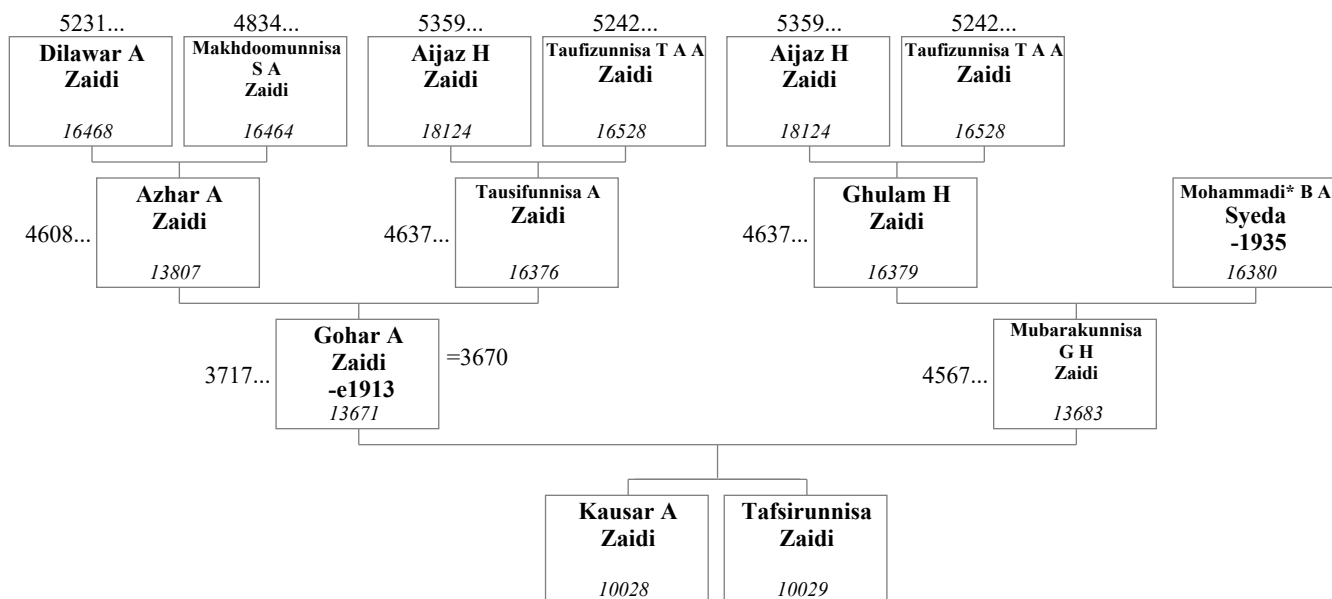 5231... 4834... 5359... 5242... 5359... 5242...
Dilawar A
Zaidi
16468
Makhdoomunnisa
S A
Zaidi
16464
Aijaz H
Zaidi
18124
Taufizunnisa T A A
Zaidi
16528
Aijaz H
Zaidi
18124
Taufizunnisa T A A
Zaidi
16528
4608...
Azhar A
Zaidi
13807
4637...
Tausifunnisa A
Zaidi
16376
4637...
Ghulam H
Zaidi
16379
Mohammadi* B A
Syeda
-1935
16380
3717...
Gohar A
Zaidi
-e1913
13671
=3670
4567...
Mubarakunnisa
G H
Zaidi
13683
Kausar A
Zaidi
10028
Tafsirunnisa
Zaidi
10029